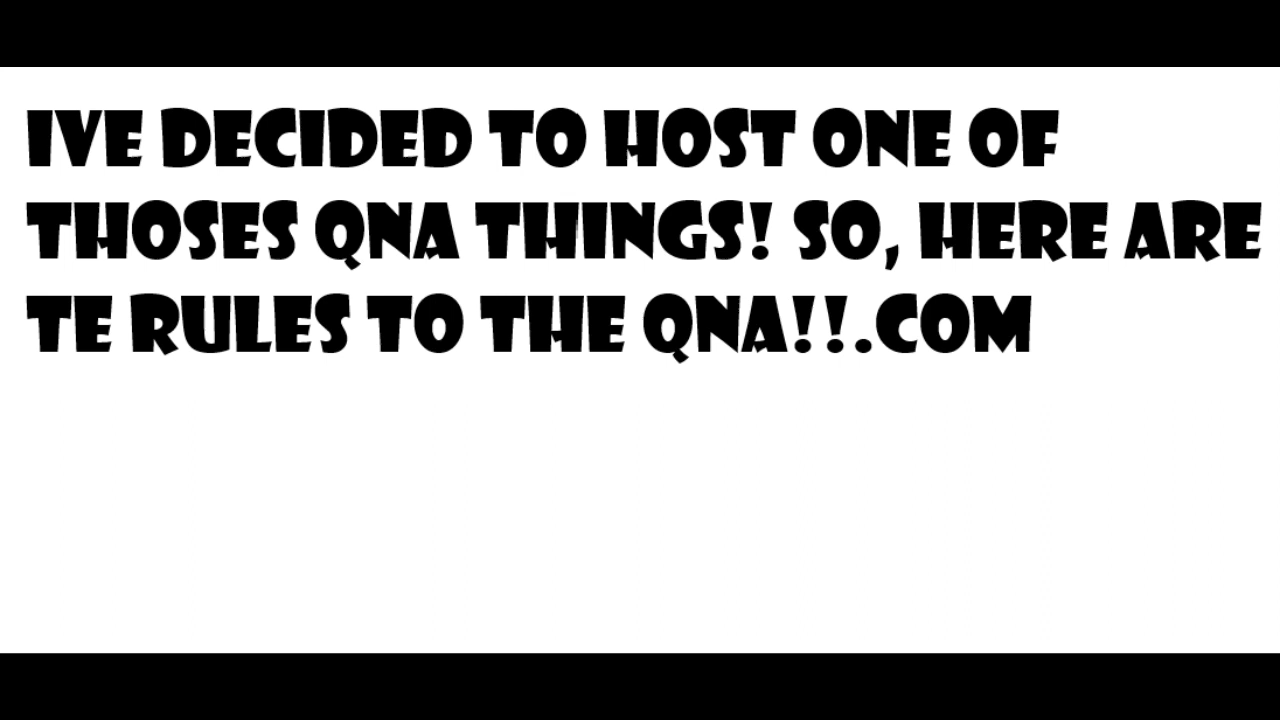 IVE DECIDED TO HOST ONE OF
THOSES QNA THINGS! SO, HERE ARE
TE RULES TO THE QNA!!.COM